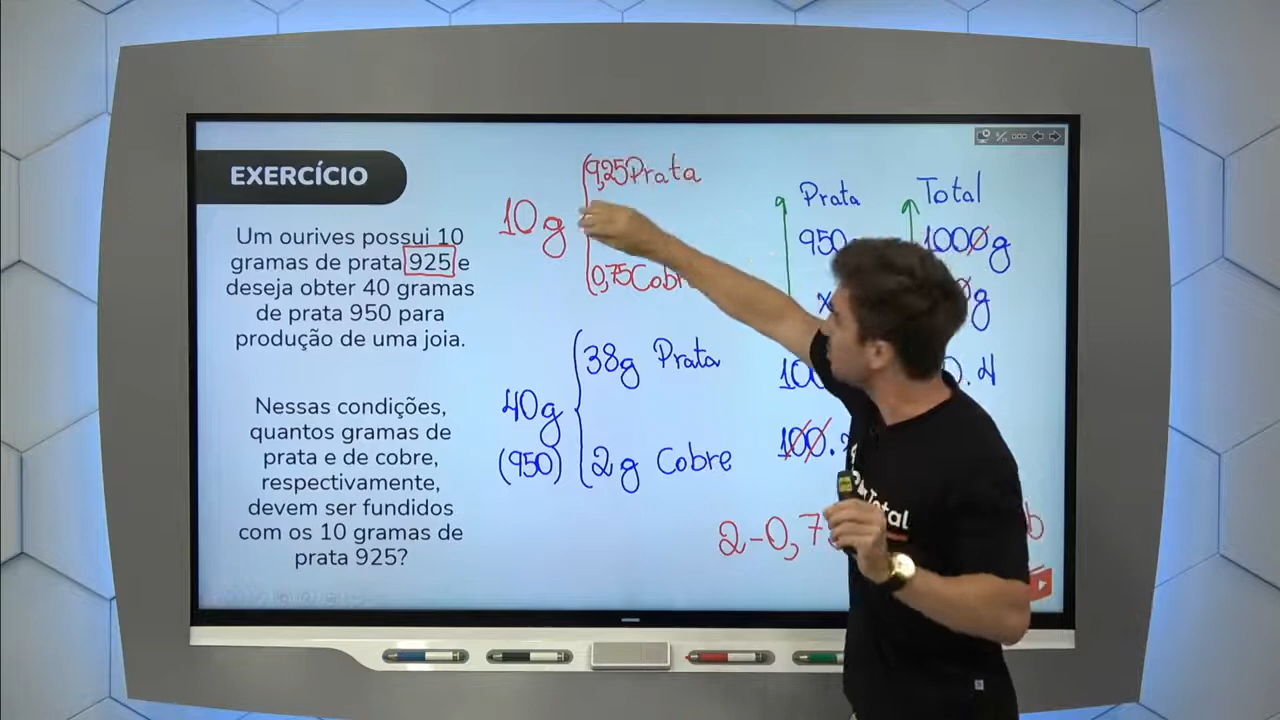 EXERCÍCIO
Um ourives possui 10
gramas de prata 925 e
deseja obter 40 gramas
de prata 950 para
produção de uma joia.
Nessas condições,
quantos gramas de
prata e de cobre,
respectivamente,
devem ser fundidos
com os 10 gramas de
prata 925?
10g
9,25 Prata
0,75 Cobre
40g
(950)
38g Prata
2g Cobre
Prata Total
950 1000g
x g
100.
2-0,7